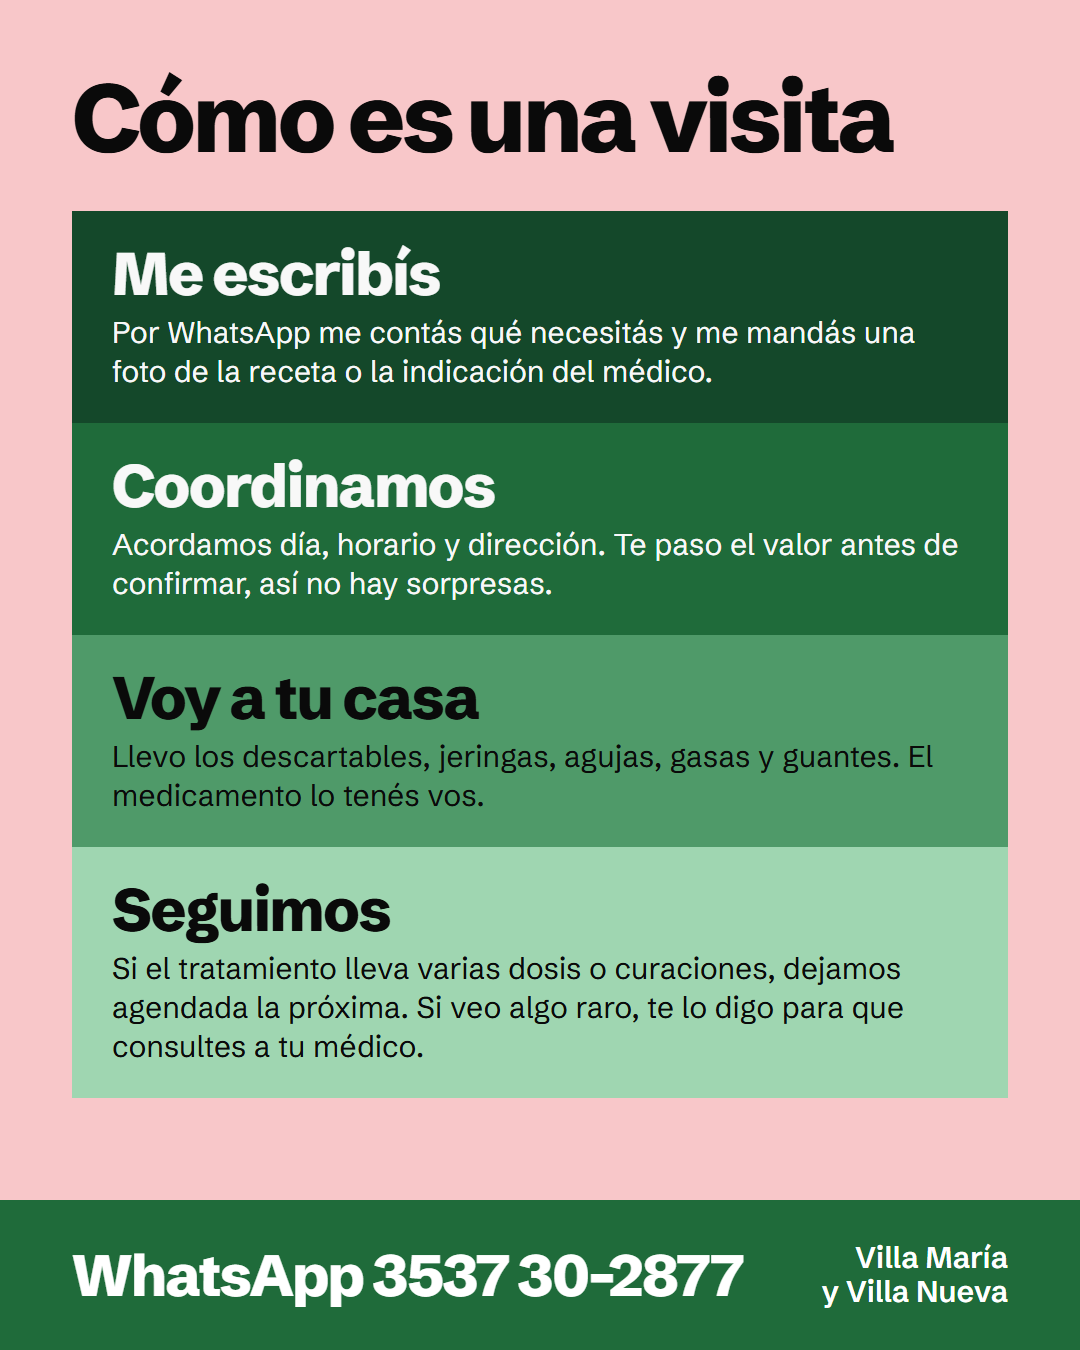 Cómo es una visita
Me escribís
Por WhatsApp me contás qué necesitás y me mandás una
foto de la receta o la indicación del médico.
Coordinamos
Acordamos día, horario y dirección. Te paso el valor antes de
confirmar, así no hay sorpresas.
Voy a tu casa
Llevo los descartables, jeringas, agujas, gasas y guantes. El
medicamento lo tenés vos.
Seguimos
Si el tratamiento lleva varias dosis o curaciones, dejamos
agendada la próxima. Si veo algo raro, te lo digo para que
consultes a tu médico.
WhatsApp 3537 30-2877
Villa María
y Villa Nueva